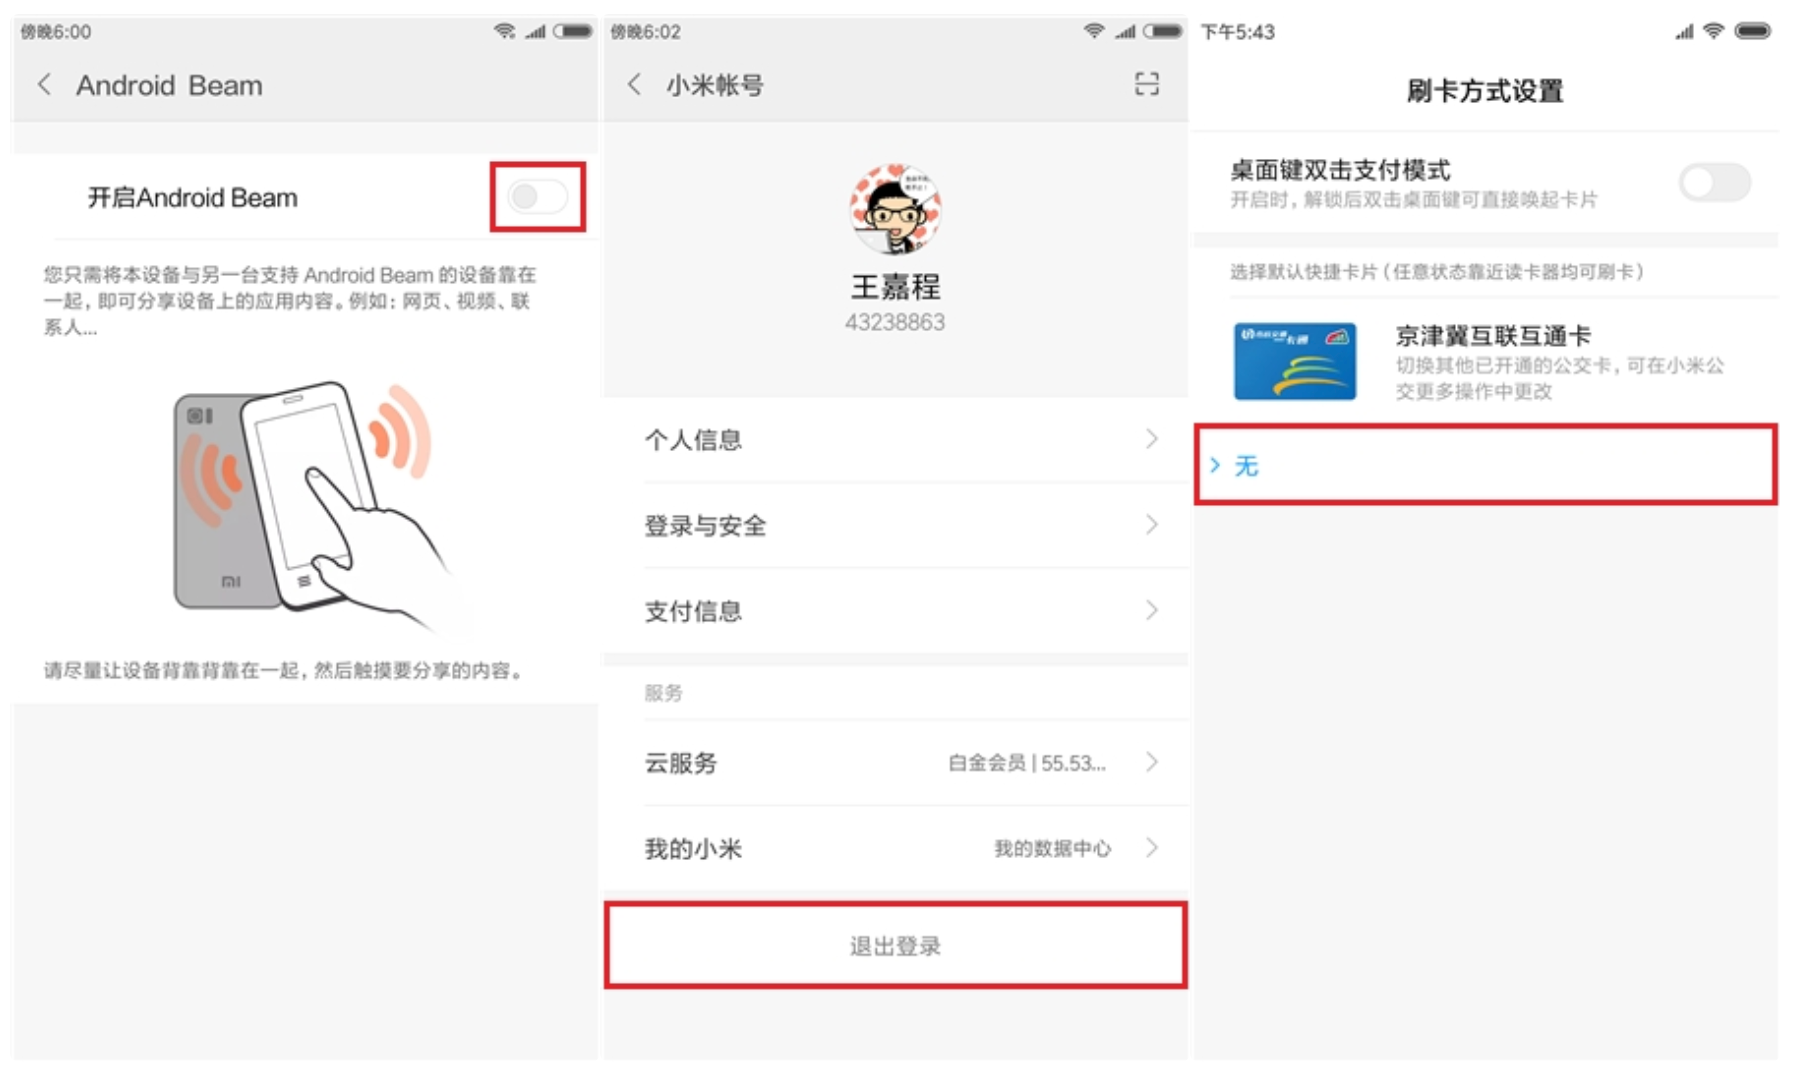 傍晚6:00
Android Beam
开启Android Beam
您只需将本设备与另一台支持 Android Beam 的设备靠在
一起，即可分享设备上的应用内容。例如：网页、视频、联
系人...
mi
请尽量让设备背靠背靠在一起，然后触摸要分享的内容。
傍晚6:02
小米帐号
王嘉程
43238863
个人信息
登录与安全
支付信息
服务
云服务 白金会员 | 55.53...
我的小米 我的数据中心
退出登录
下午5:43
刷卡方式设置
桌面键双击支付模式
开启时，解锁后双击桌面键可直接唤起卡片
选择默认快捷卡片（任意状态靠近读卡器均可刷卡）
京津冀互联互通卡
切换其他已开通的公交卡，可在小米公
交更多操作中更改
无